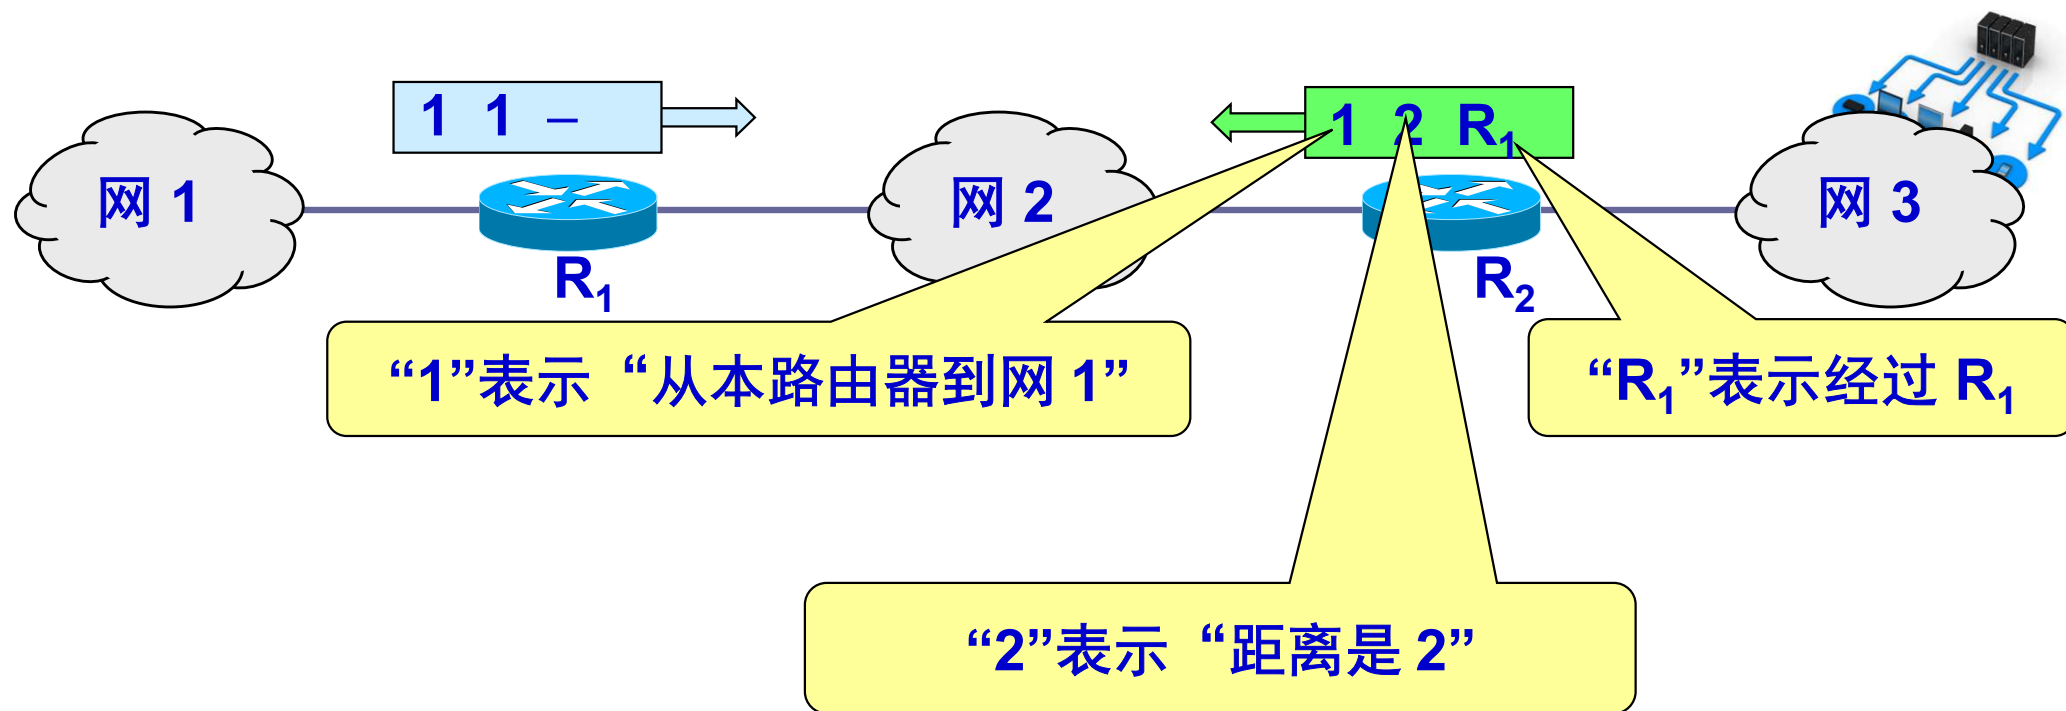 1 1 –
1 2 R₁
网 1
网 2
网 3
R₁
R₂
“1”表示“从本路由器到网 1”
“R₁”表示经过 R₁
“2”表示“距离是 2”